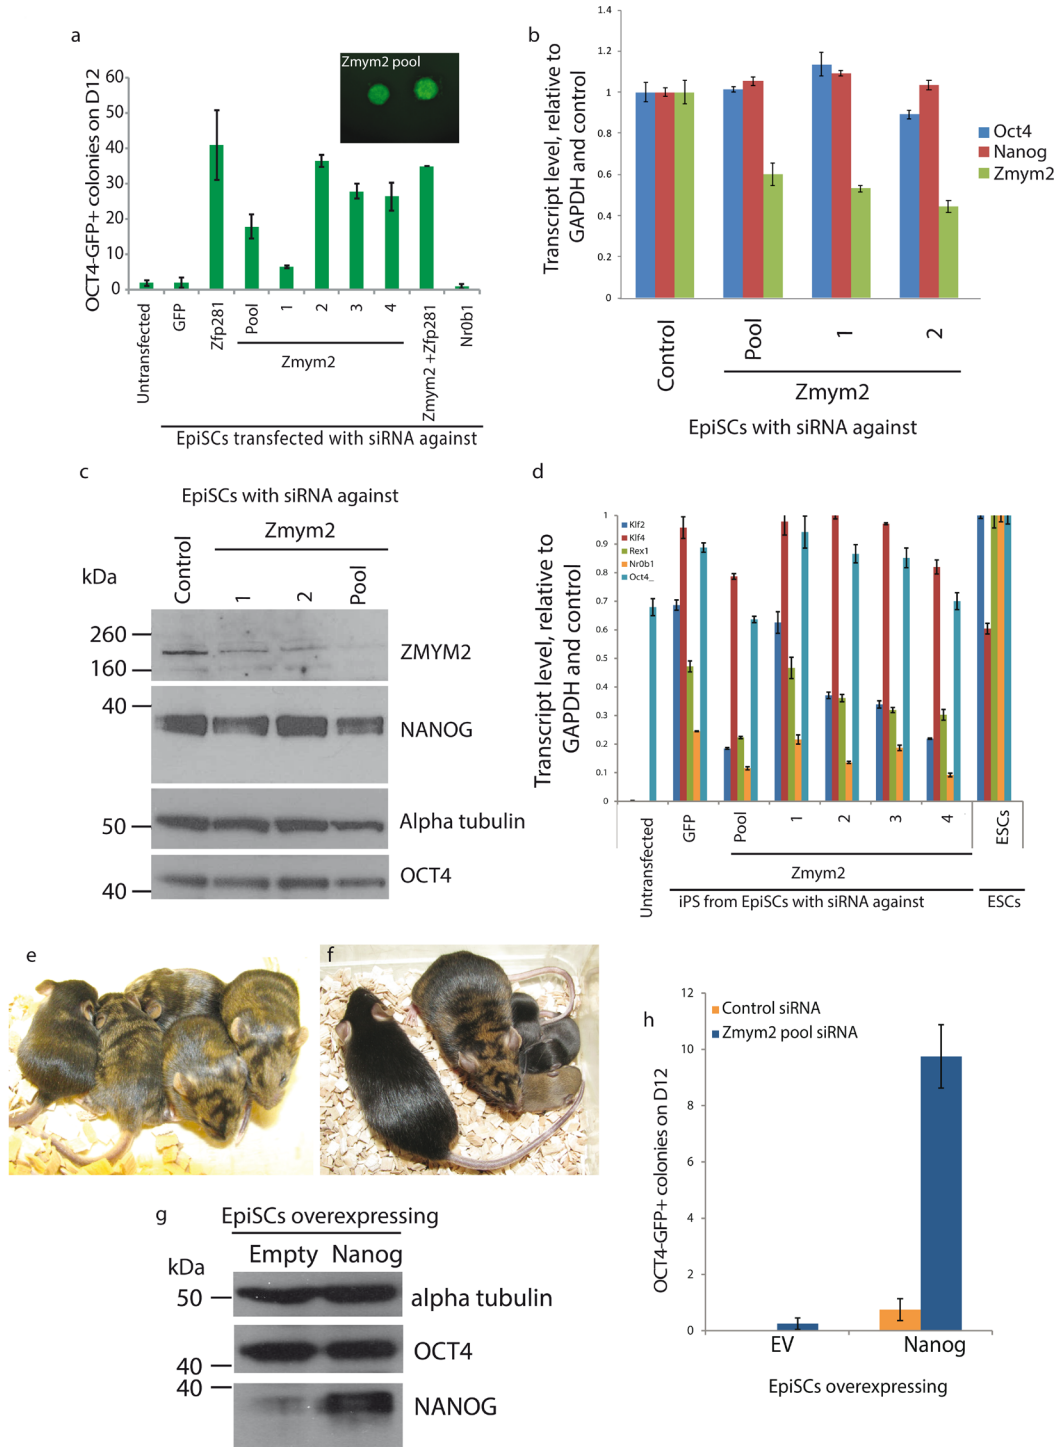 a
Zmym2 pool
OCT4-GFP+ colonies on D12
60
50
40
30
20
10
0
Untransfected
GFP
Zfp281
Pool
1
2
3
4
Zmym2 +Zfp281
Nr0b1
Zmym2
EpiSCs transfected with siRNA against
b
Transcript level, relative to
GAPDH and control
1.4
1.2
1
0.8
0.6
0.4
0.2
0
Oct4
Nanog
Zmym2
Control
Pool
1
2
Zmym2
EpiSCs with siRNA against
c
EpiSCs with siRNA against
Zmym2
kDa
Control
1
2
Pool
260
160
ZMYM2
40
NANOG
50
Alpha tubulin
40
OCT4
d
Transcript level, relative to
GAPDH and control
1
0.9
0.8
0.7
0.6
0.5
0.4
0.3
0.2
0.1
0
Klf2
Klf4
Rex1
Nr0b1
Oct4_
Untransfected
GFP
Pool
1
2
3
4
ESCs
Zmym2
iPS from EpiSCs with siRNA against
ESCs
e
f
g
EpiSCs overexpressing
Empty Nanog
kDa
50
alpha tubulin
OCT4
40
40
NANOG
h
OCT4-GFP+ colonies on D12
12
10
8
6
4
2
0
Control siRNA
Zmym2 pool siRNA
EV
Nanog
EpiSCs overexpressing